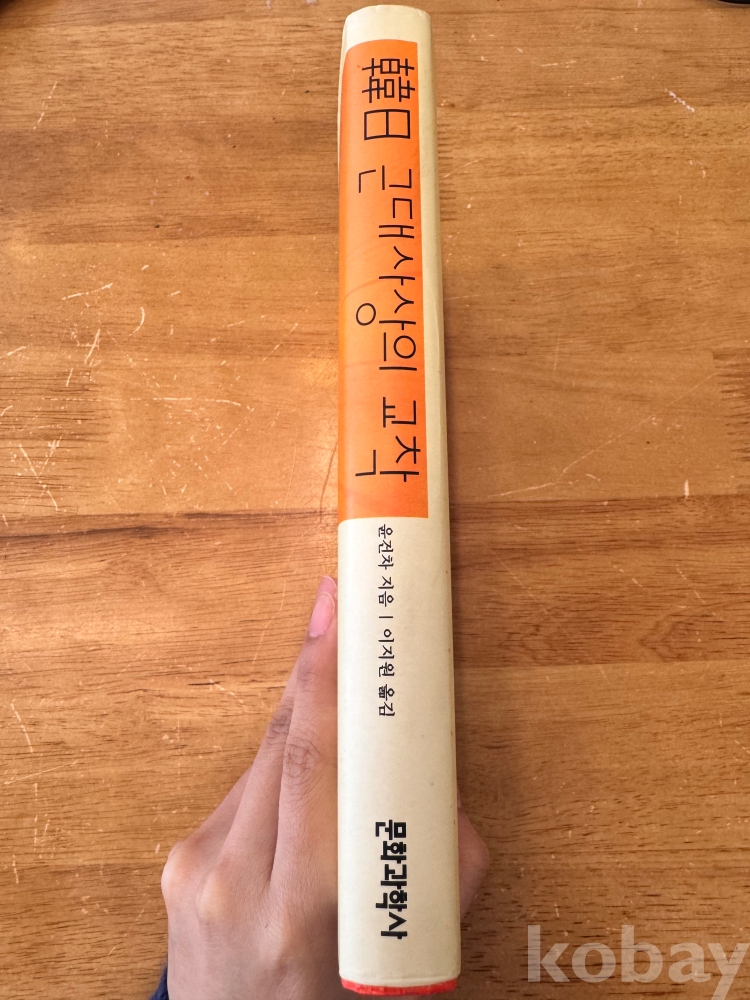 韓日 근대사상의 교착
윤건차 지음 | 이지원 옮김
문화과학사
kobay